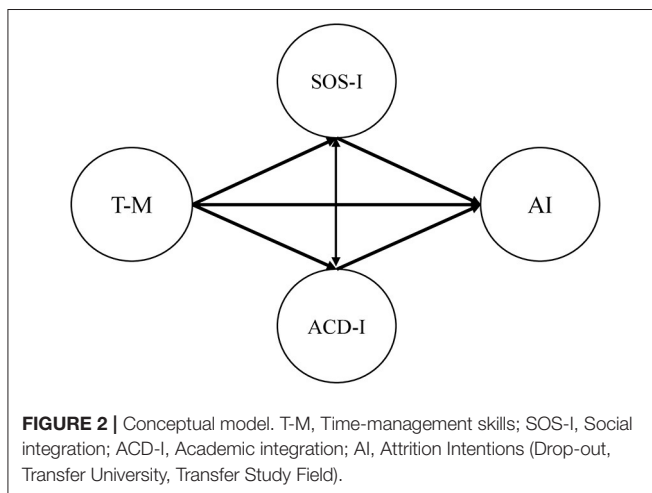 SOS-I
T-M
AI
ACD-I
FIGURE 2 | Conceptual model. T-M, Time-management skills; SOS-I, Social
integration; ACD-I, Academic integration; AI, Attrition Intentions (Drop-out,
Transfer University, Transfer Study Field).